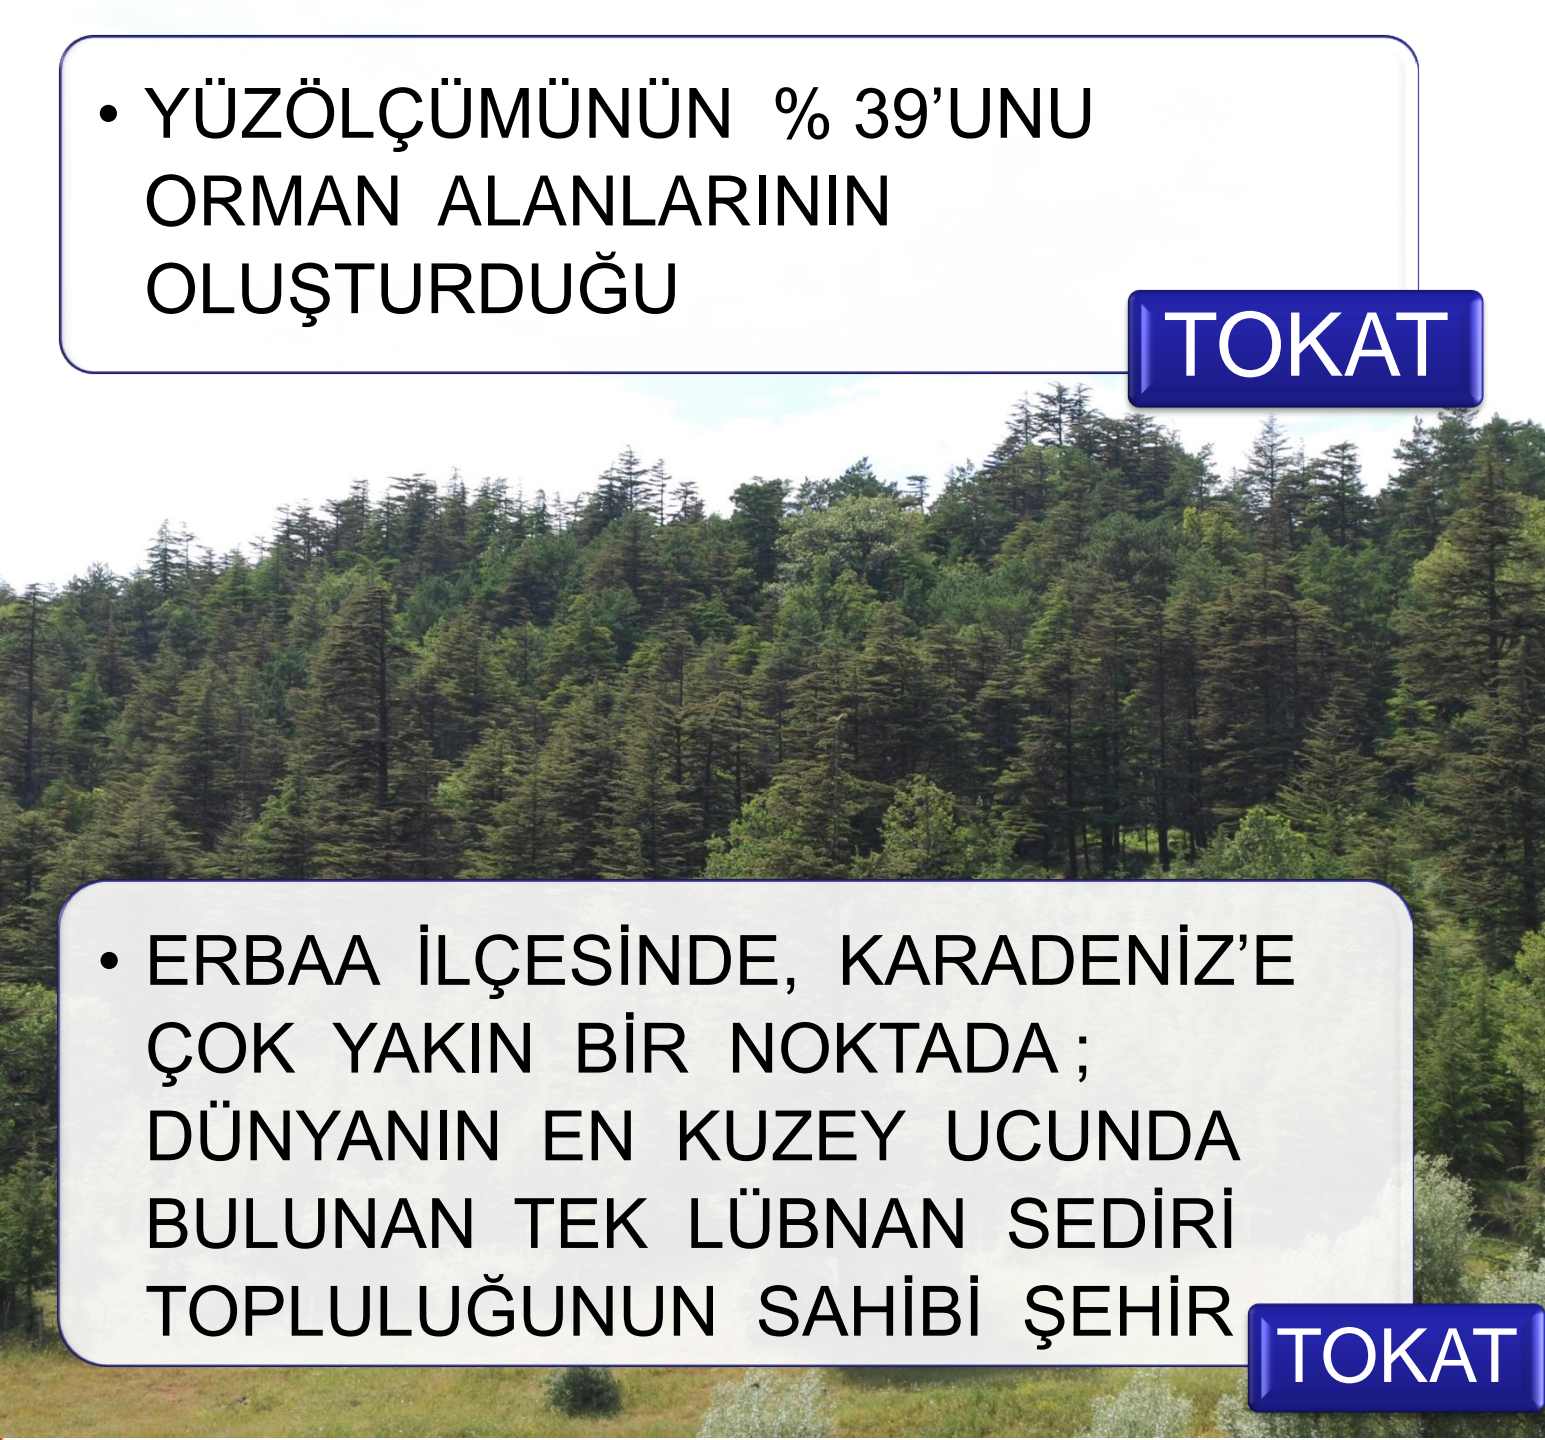 • YÜZÖLÇÜMÜNÜN % 39’UNU
ORMAN ALANLARININ
OLUŞTURDUĞU
TOKAT
• ERBAA İLÇESİNDE, KARADENİZ’E
ÇOK YAKIN BİR NOKTADA ;
DÜNYANIN EN KUZEY UCUNDA
BULUNAN TEK LÜBNAN SEDİRİ
TOPLULUĞUNUN SAHİBİ ŞEHİR
TOKAT